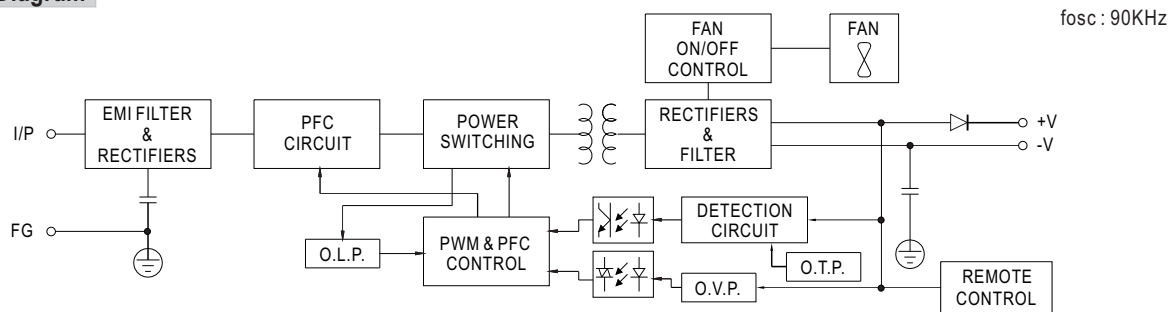 fosc : 90KHz
FAN
ON/OFF
CONTROL
FAN
I/P
EMI FILTER
&
RECTIFIERS
PFC
CIRCUIT
POWER
SWITCHING
RECTIFIERS
&
FILTER
+V
-V
FG
O.L.P.
PWM & PFC
CONTROL
DETECTION
CIRCUIT
O.T.P.
O.V.P.
REMOTE
CONTROL